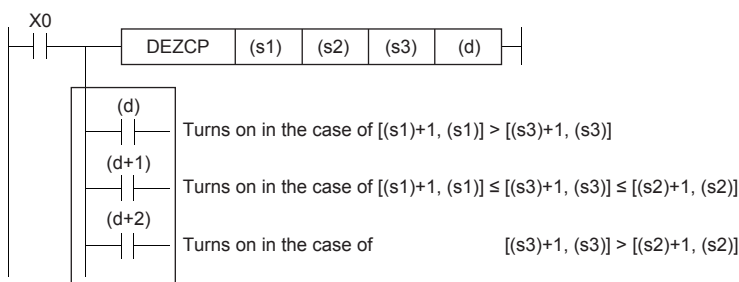 X0
DEZCP (s1) (s2) (s3) (d)
(d)
Turns on in the case of [(s1)+1, (s1)] > [(s3)+1, (s3)]
(d+1)
Turns on in the case of [(s1)+1, (s1)] ≤ [(s3)+1, (s3)] ≤ [(s2)+1, (s2)]
(d+2)
Turns on in the case of [(s3)+1, (s3)] > [(s2)+1, (s2)]